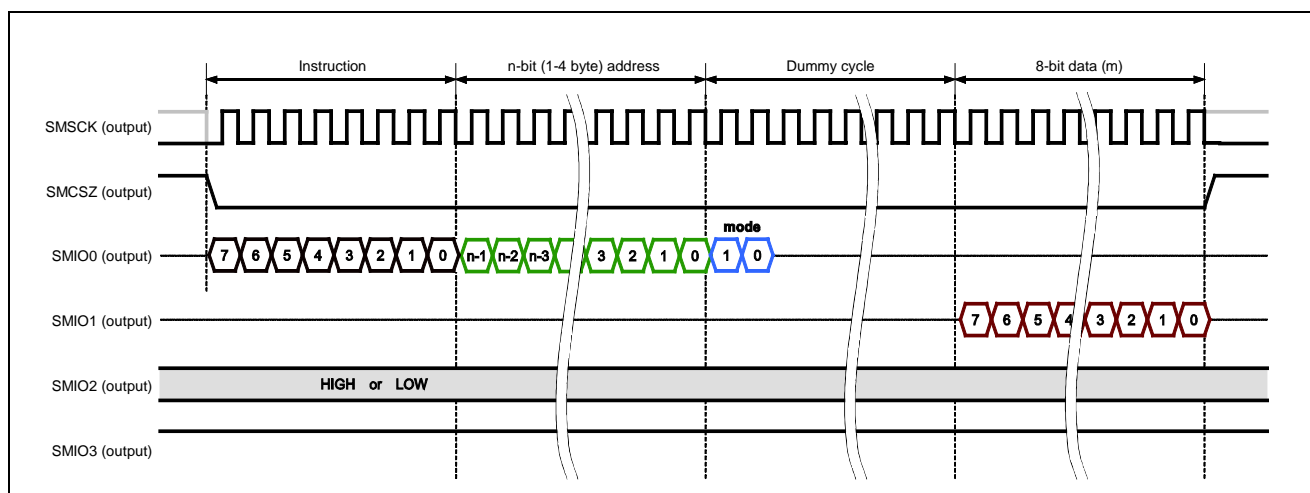 Instruction n-bit (1-4 byte) address Dummy cycle 8-bit data (m)
SMSCK (output)
SMCSZ (output)
mode
SMIO0 (output) 7 6 5 4 3 2 1 0 n-1 n-2 n-3 3 2 1 0 1 0
SMIO1 (output) 7 6 5 4 3 2 1 0
SMIO2 (output) HIGH or LOW
SMIO3 (output)